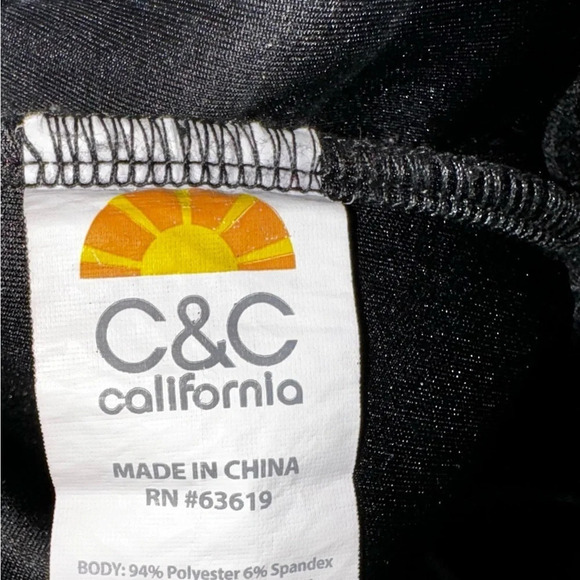 C&C
california
MADE IN CHINA
RN #63619
BODY: 94% Polyester 6% Spandex